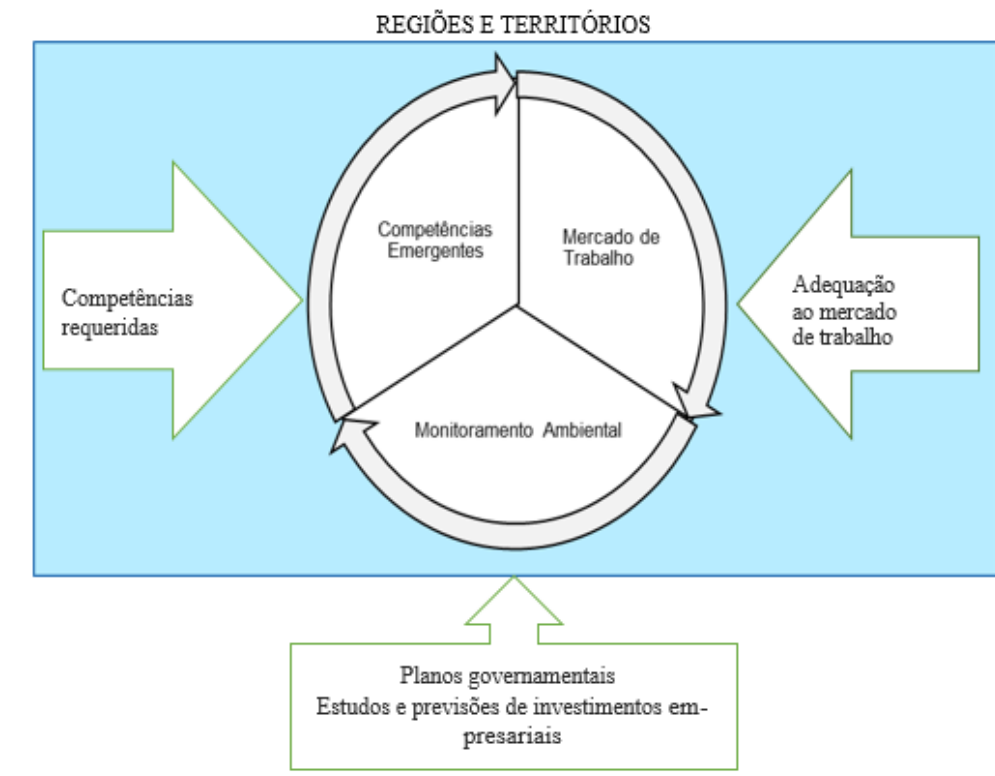 REGIÕES E TERRITÓRIOS
Competências
Emergentes
Mercado de
Trabalho
Competências
requeridas
Adequação
ao mercado
de trabalho
Monitoramento Ambiental
Planos governamentais
Estudos e previsões de investimentos em-
presariais